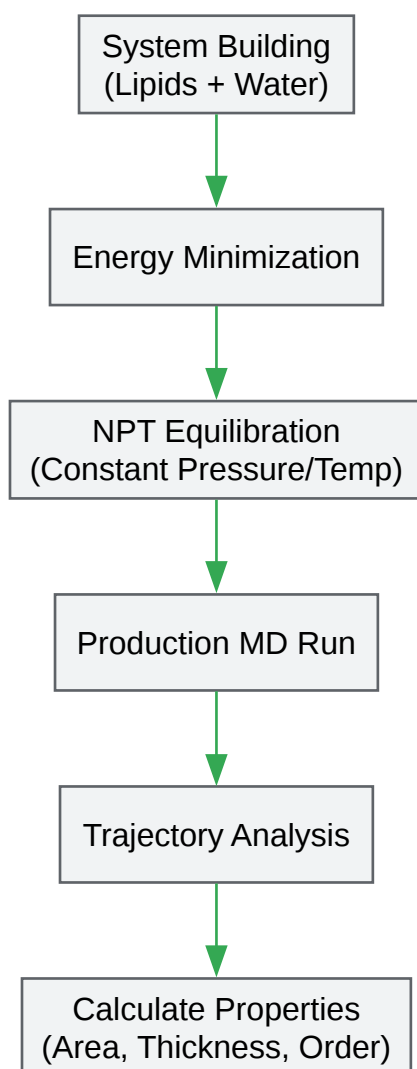 System Building
(Lipids + Water)
Energy Minimization
NPT Equilibration
(Constant Pressure/Temp)
Production MD Run
Trajectory Analysis
Calculate Properties
(Area, Thickness, Order)